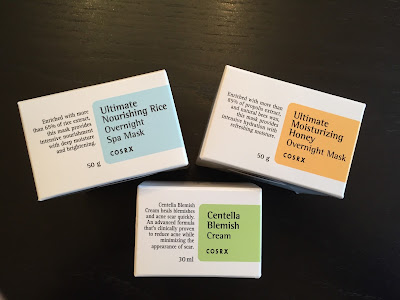 Enriched with more
than 65% of rice extract,
this mask provides
intensive nourishment
with deep moisture
and brightening.
50 g
Ultimate
Nourishing Rice
Overnight
Spa Mask
COSRX
Enriched with more than
85% of propolis extract
and natural bees wax,
this mask provides
intensive hydration with
refreshing moisture.
50 g
Ultimate
Moisturizing
Honey
Overnight Mask
COSRX
Centella Blemish
Cream heals blemishes
and acne scar quickly.
An advanced formula
that's clinically proven
to reduce acne while
minimizing the
appearance of scar.
30 ml
Centella
Blemish
Cream
COSRX